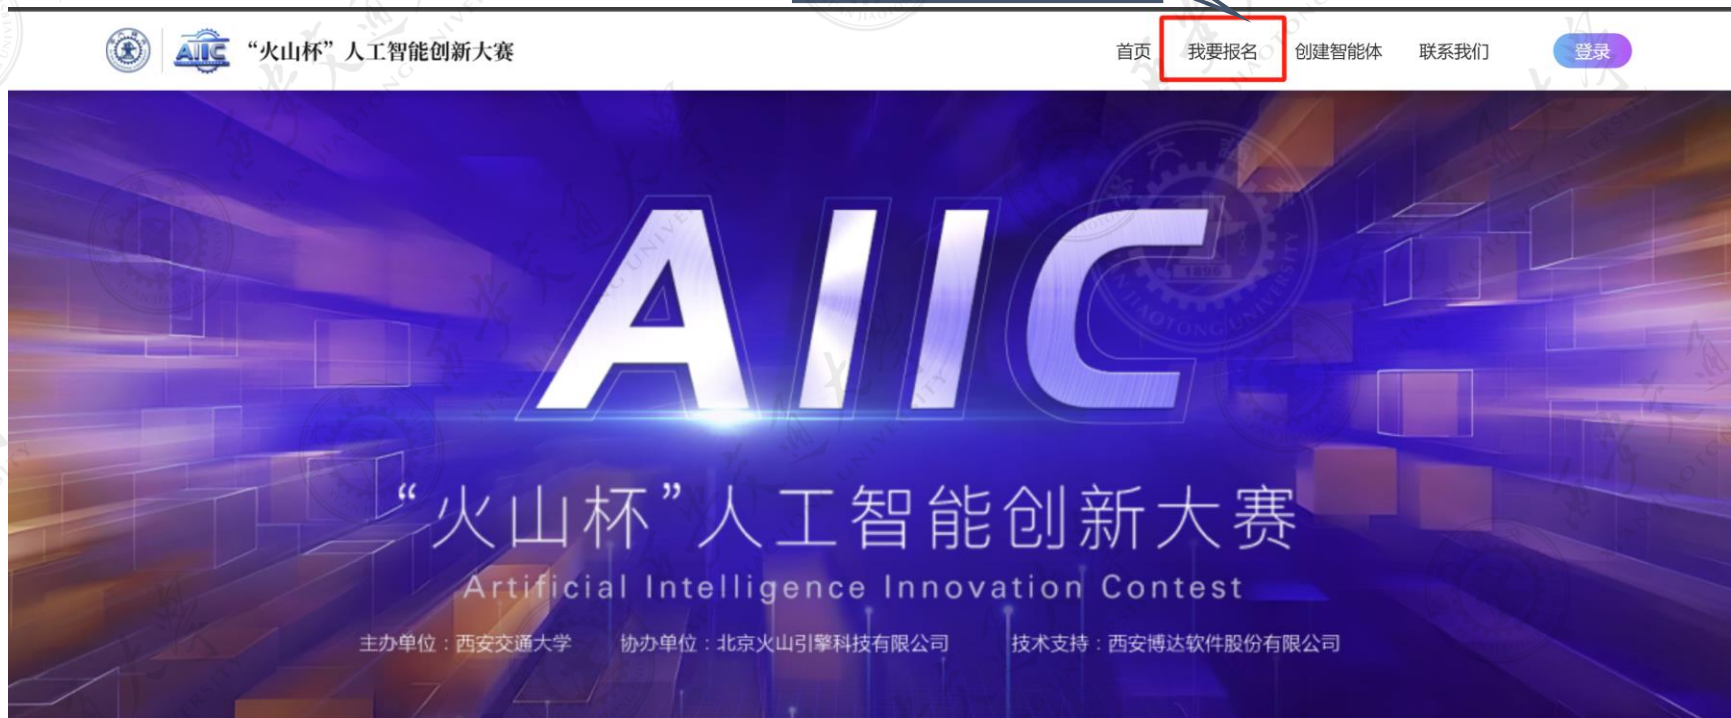 AIIC “火山杯”人工智能创新大赛 首页 我要报名 创建智能体 联系我们 登录
AIIC
“火山杯”人工智能创新大赛
Artificial Intelligence Innovation Contest
主办单位：西安交通大学 协办单位：北京火山引擎科技有限公司 技术支持：西安博达软件股份有限公司